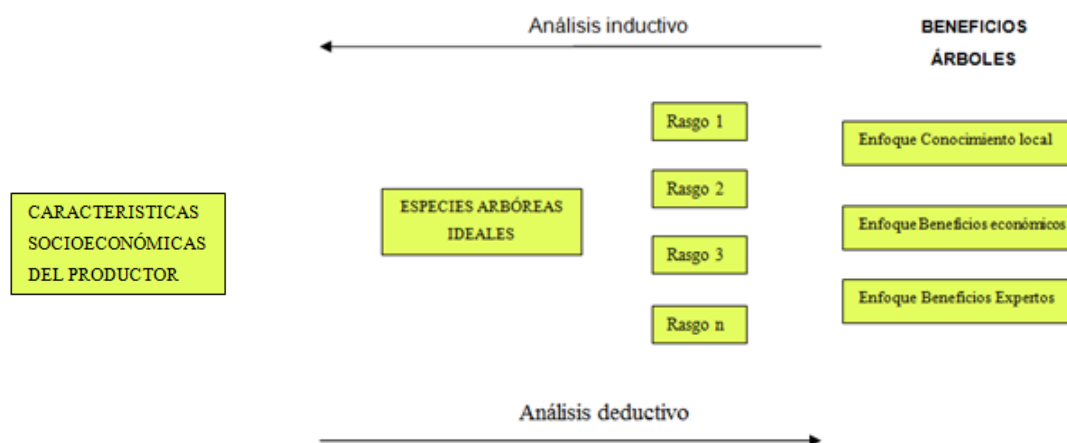 Análisis inductivo
BENEFICIOS
ÁRBOLES
Rasgo 1
Enfoque Conocimiento local
Rasgo 2
CARACTERISTICAS
SOCIOECONÓMICAS
DEL PRODUCTOR
ESPECIES ARBÓREAS
IDEALES
Enfoque Beneficios económicos
Rasgo 3
Enfoque Beneficios Expertos
Rasgo n
Análisis deductivo